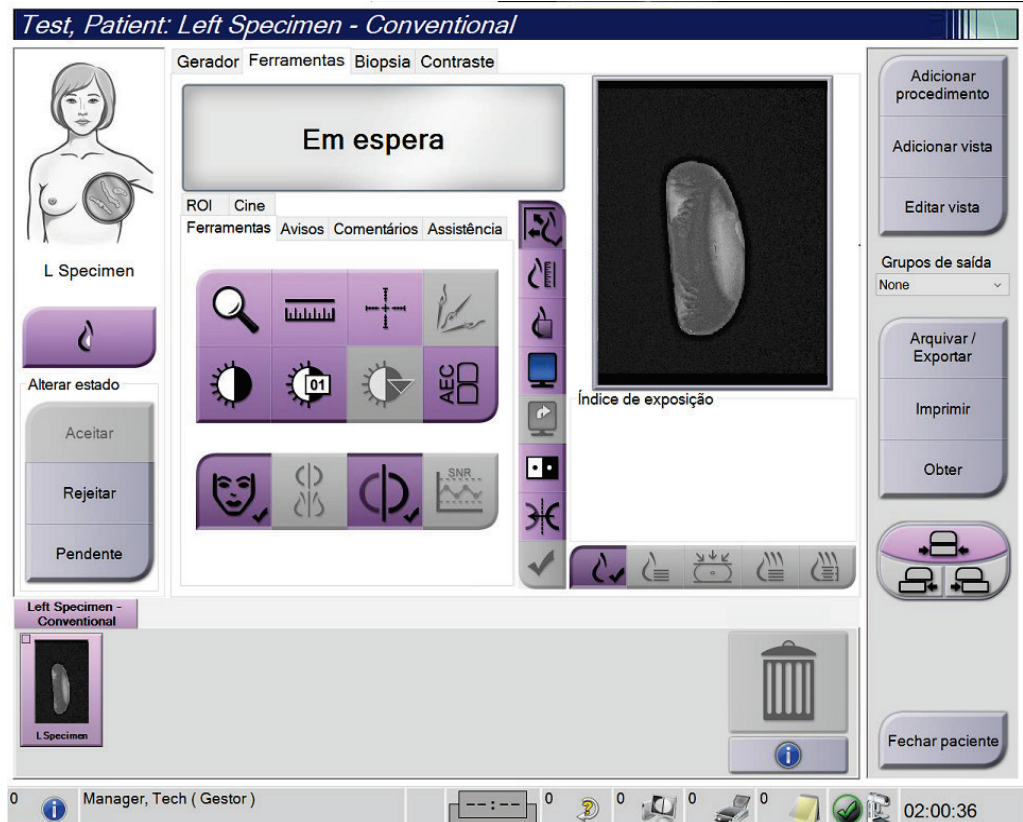 Test, Patient: Left Specimen - Conventional
Gerador Ferramentas Biopsia Contraste
Em espera
ROI Cine
Ferramentas Avisos Comentários Assistência
L Specimen
Alterar estado
Aceitar
Rejeitar
Pendente
01
AEC
SNR
Índice de exposição
Adicionar
procedimento
Adicionar vista
Editar vista
Grupos de saída
None
Arquivar /
Exportar
Imprimir
Obter
Fechar paciente
Left Specimen -
Conventional
L Specimen
0 Manager, Tech ( Gestor ) --:-- 0 0 0 0 02:00:36